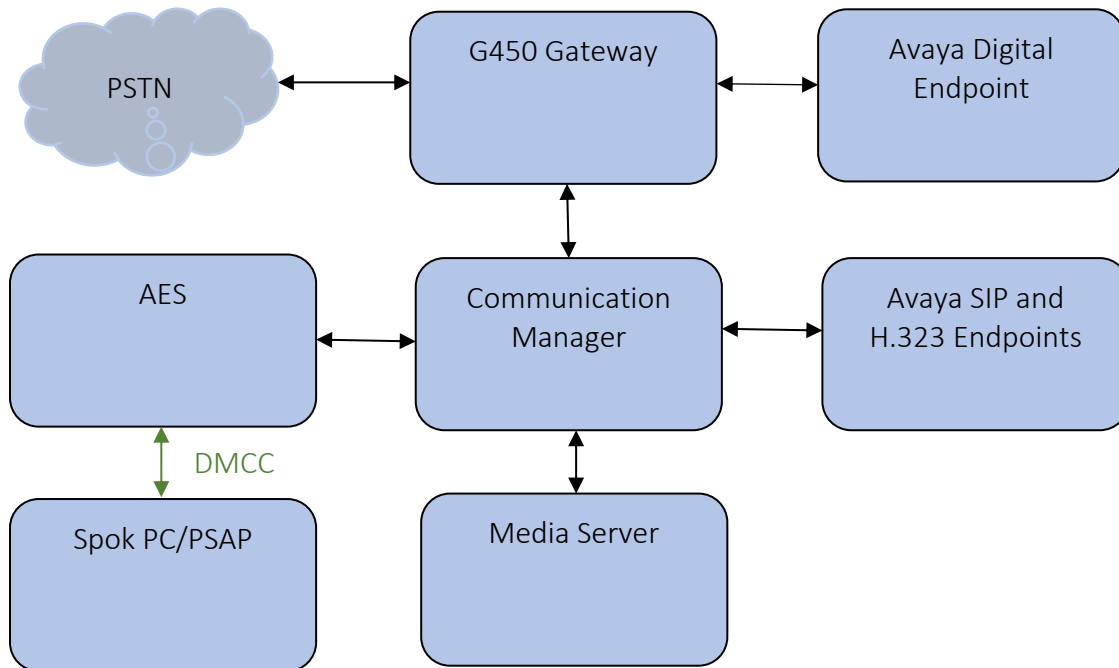 PSTN
G450 Gateway
Avaya Digital
Endpoint
AES
Communication
Manager
Avaya SIP and
H.323 Endpoints
DMCC
Spok PC/PSAP
Media Server